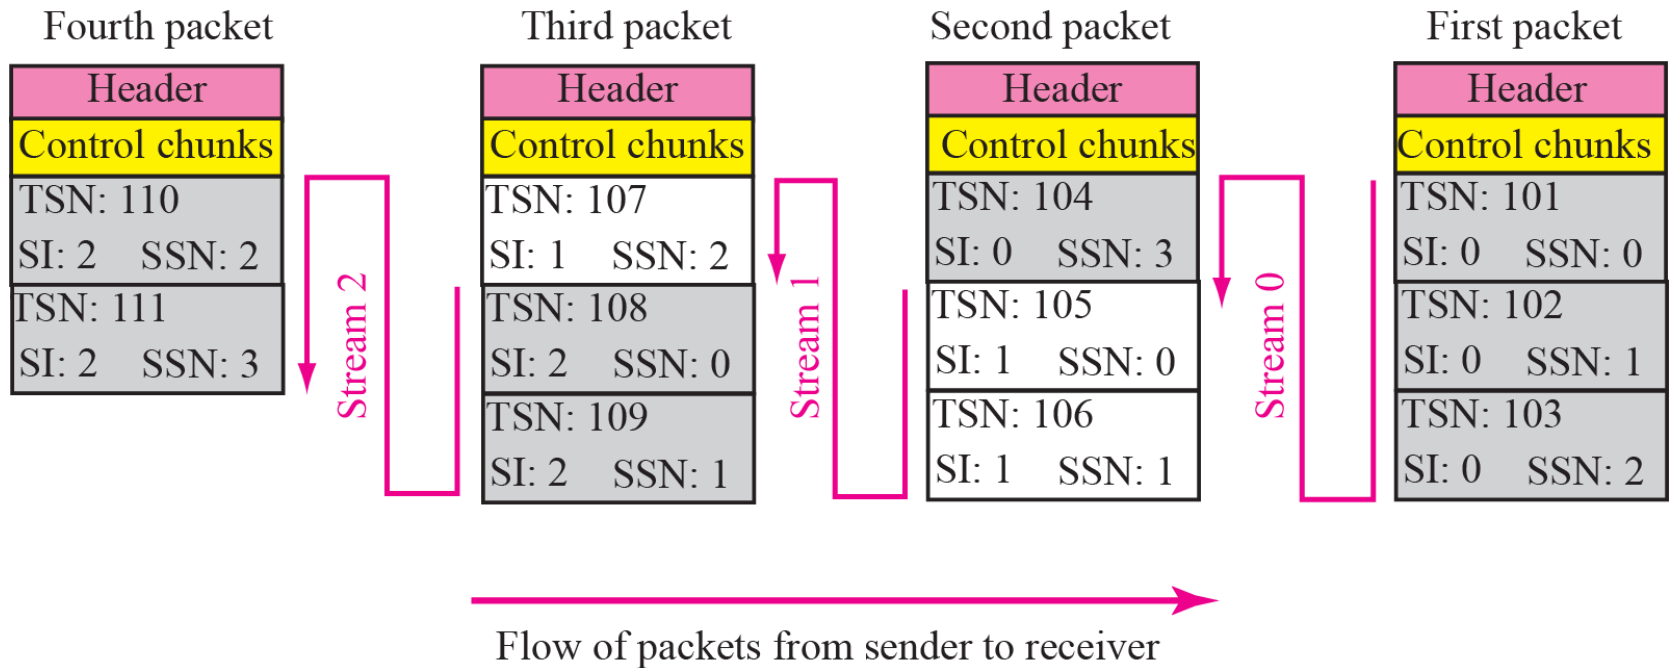 Fourth packet
Header
Control chunks
TSN: 110
SI: 2 SSN: 2
TSN: 111
SI: 2 SSN: 3
Stream 2
Third packet
Header
Control chunks
TSN: 107
SI: 1 SSN: 2
TSN: 108
SI: 2 SSN: 0
TSN: 109
SI: 2 SSN: 1
Stream 1
Second packet
Header
Control chunks
TSN: 104
SI: 0 SSN: 3
TSN: 105
SI: 1 SSN: 0
TSN: 106
SI: 1 SSN: 1
Stream 0
First packet
Header
Control chunks
TSN: 101
SI: 0 SSN: 0
TSN: 102
SI: 0 SSN: 1
TSN: 103
SI: 0 SSN: 2
Flow of packets from sender to receiver